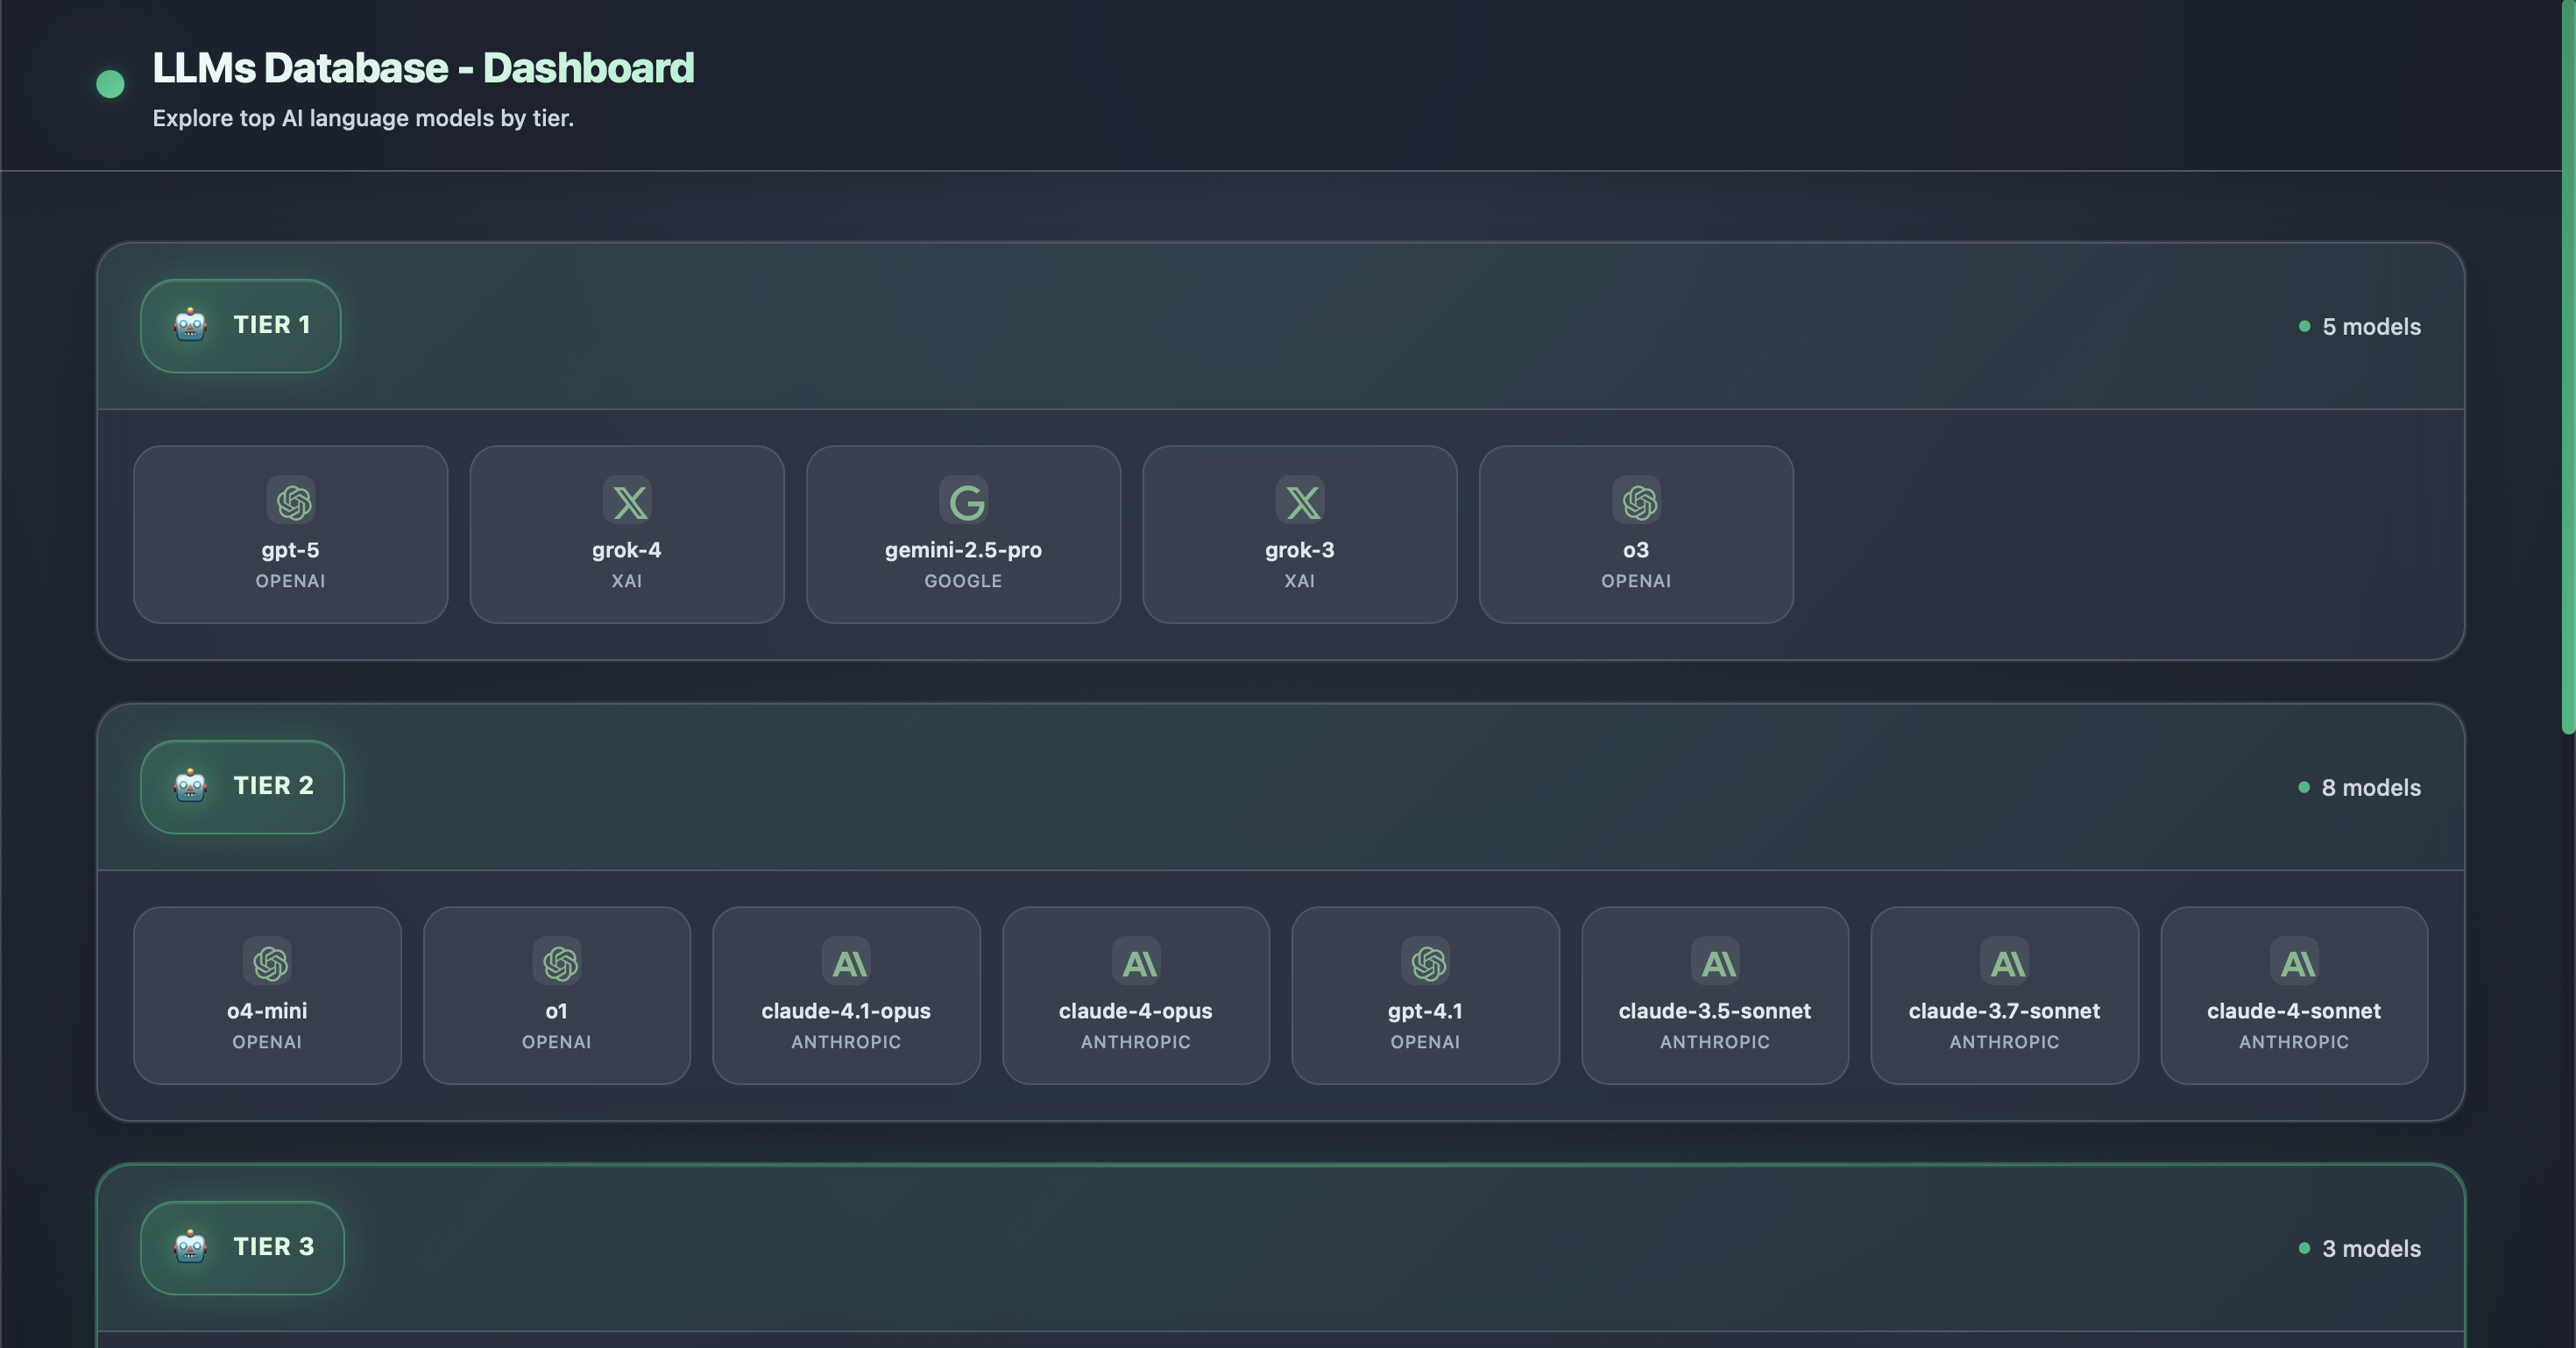 LLMs Database - Dashboard
Explore top AI language models by tier.
TIER 1
5 models
gpt-5
OPENAI
grok-4
XAI
gemini-2.5-pro
GOOGLE
grok-3
XAI
o3
OPENAI
TIER 2
8 models
o4-mini
OPENAI
o1
OPENAI
claude-4.1-opus
ANTHROPIC
claude-4-opus
ANTHROPIC
gpt-4.1
OPENAI
claude-3.5-sonnet
ANTHROPIC
claude-3.7-sonnet
ANTHROPIC
claude-4-sonnet
ANTHROPIC
TIER 3
3 models